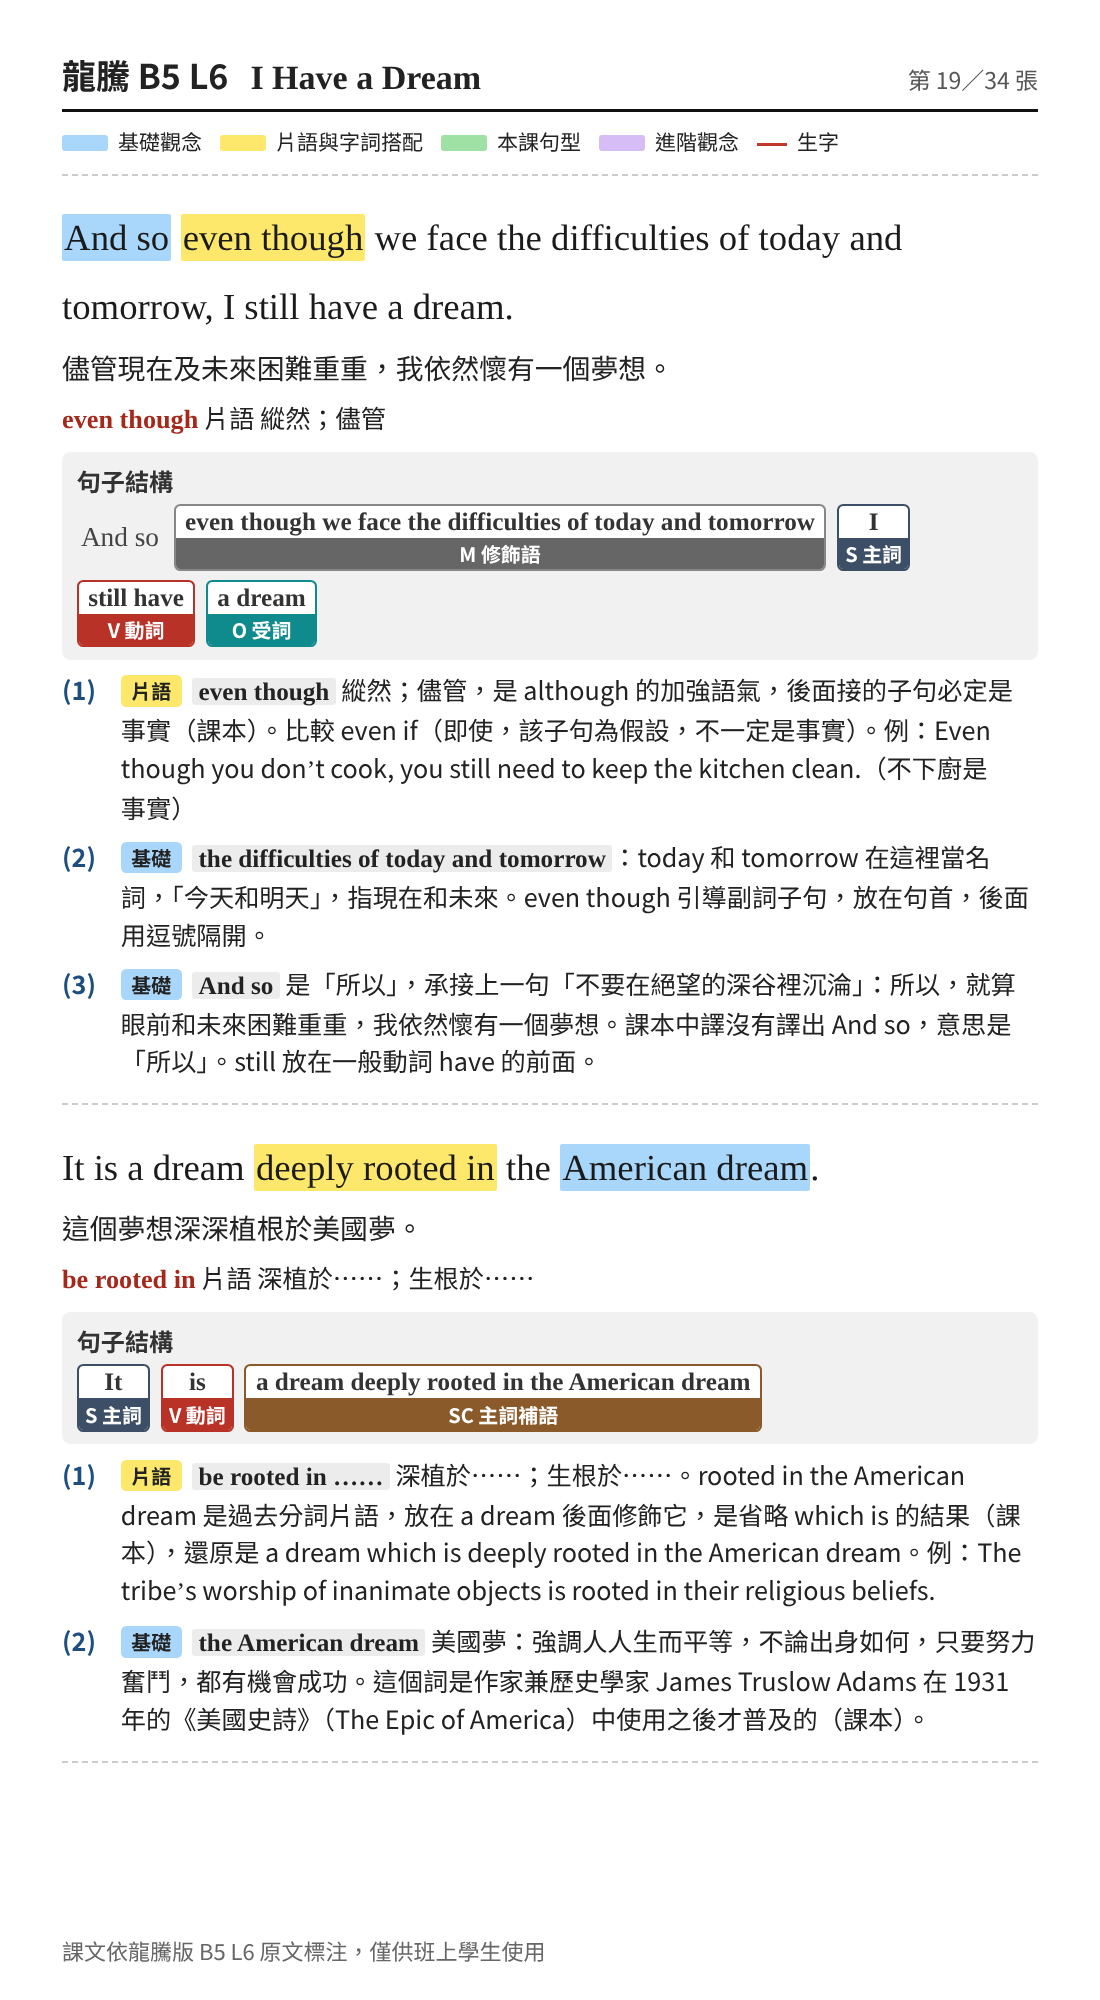 龍騰 B5 L6 I Have a Dream
第 19／34 張
基礎觀念 片語與字詞搭配 本課句型 進階觀念 生字
And so even though we face the difficulties of today and
tomorrow, I still have a dream.
儘管現在及未來困難重重，我依然懷有一個夢想。
even though 片語 縱然；儘管
句子結構
And so even though we face the difficulties of today and tomorrow I
M 修飾語 S 主詞
still have a dream
V 動詞 O 受詞
(1) 片語 even though 縱然；儘管，是 although 的加強語氣，後面接的子句必定是
事實（課本）。比較 even if（即使，該子句為假設，不一定是事實）。例：Even
though you don’t cook, you still need to keep the kitchen clean.（不下廚是
事實）
(2) 基礎 the difficulties of today and tomorrow：today 和 tomorrow 在這裡當名
詞，「今天和明天」，指現在和未來。even though 引導副詞子句，放在句首，後面
用逗號隔開。
(3) 基礎 And so 是「所以」，承接上一句「不要在絕望的深谷裡沉淪」：所以，就算
眼前和未來困難重重，我依然懷有一個夢想。課本中譯沒有譯出 And so，意思是
「所以」。still 放在一般動詞 have 的前面。
It is a dream deeply rooted in the American dream.
這個夢想深深植根於美國夢。
be rooted in 片語 深植於⋯⋯；生根於⋯⋯
句子結構
It is a dream deeply rooted in the American dream
S 主詞 V 動詞 SC 主詞補語
(1) 片語 be rooted in …… 深植於⋯⋯；生根於⋯⋯。rooted in the American
dream 是過去分詞片語，放在 a dream 後面修飾它，是省略 which is 的結果（課
本），還原是 a dream which is deeply rooted in the American dream。例：The
tribe’s worship of inanimate objects is rooted in their religious beliefs.
(2) 基礎 the American dream 美國夢：強調人人生而平等，不論出身如何，只要努力
奮鬥，都有機會成功。這個詞是作家兼歷史學家 James Truslow Adams 在 1931
年的《美國史詩》（The Epic of America）中使用之後才普及的（課本）。
課文依龍騰版 B5 L6 原文標注，僅供班上學生使用